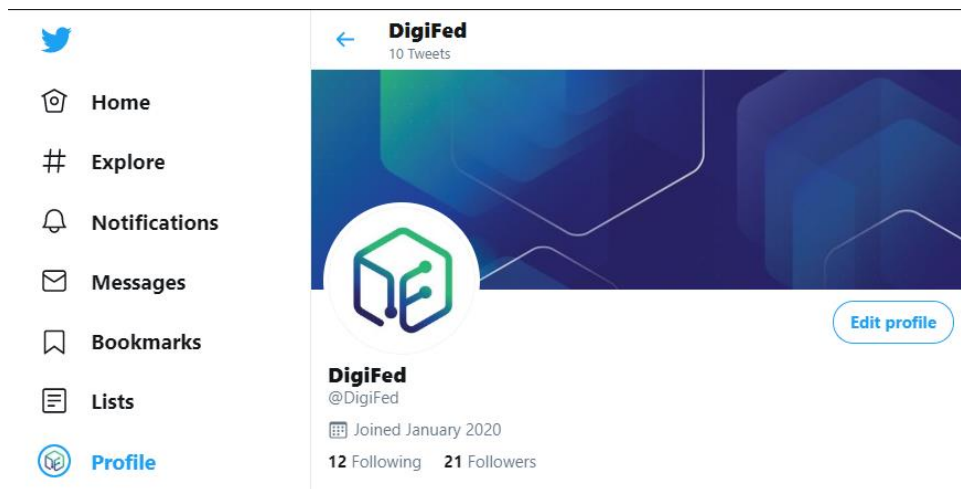 Home
Explore
Notifications
Messages
Bookmarks
Lists
Profile
DigiFed
10 Tweets
Edit profile
DigiFed
@DigiFed
Joined January 2020
12 Following 21 Followers